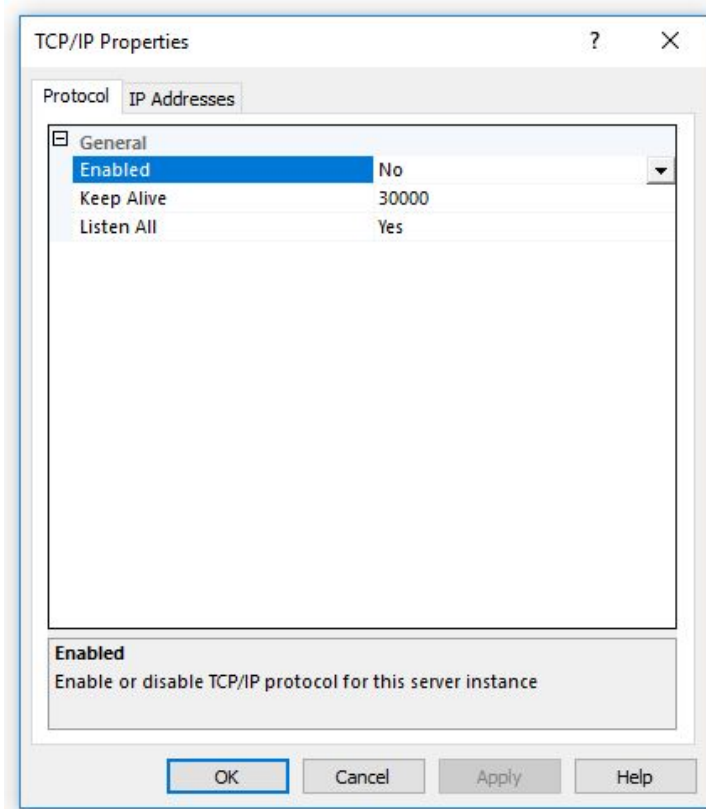 TCP/IP Properties ?
Protocol IP Addresses
General
Enabled No
Keep Alive 30000
Listen All Yes
Enabled
Enable or disable TCP/IP protocol for this server instance
OK Cancel Apply Help